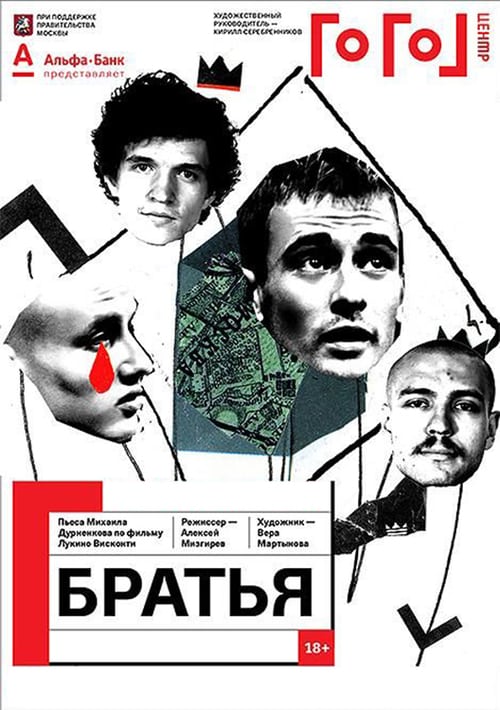 ПРИ ПОДДЕРЖКЕ
ПРАВИТЕЛЬСТВА
МОСКВЫ
А
Альфа·Банк
представляет
ХУДОЖЕСТВЕННЫЙ
РУКОВОДИТЕЛЬ —
КИРИЛЛ СЕРЕБРЕННИКОВ
ГОГОЛ
ЦЕНТР
Пьеса Михаила
Дурненкова по фильму
Лукино Висконти
Режиссер —
Алексей
Мизгирев
Художник —
Вера
Мартынова
БРАТЬЯ
18+